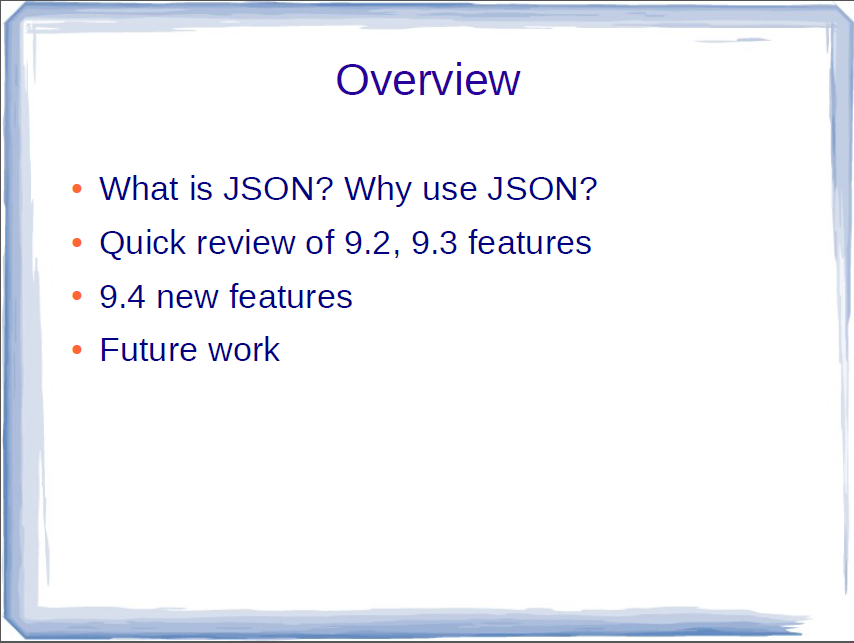 Overview
• What is JSON? Why use JSON?
• Quick review of 9.2, 9.3 features
• 9.4 new features
• Future work